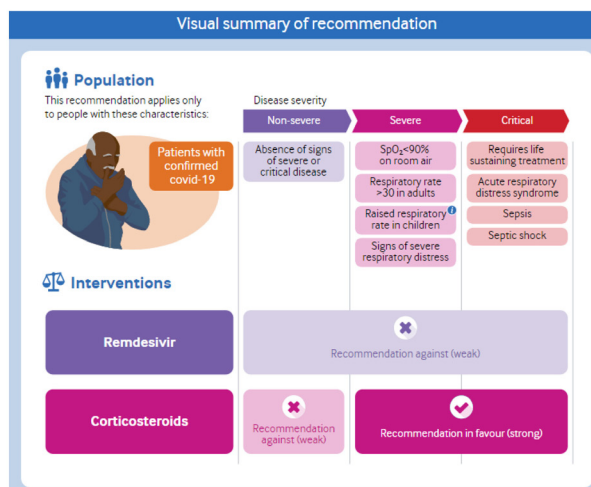 Visual summary of recommendation
Population
This recommendation applies only
to people with these characteristics:
Patients with
confirmed
covid-19
Disease severity
Non-severe
Severe
Critical
Absence of signs
of severe or
critical disease
SpO₂<90%
on room air
Respiratory rate
>30 in adults
Raised respiratory
rate in children
i
Signs of severe
respiratory distress
Requires life
sustaining treatment
Acute respiratory
distress syndrome
Sepsis
Septic shock
Interventions
Remdesivir
Recommendation against (weak)
Corticosteroids
Recommendation
against (weak)
Recommendation in favour (strong)